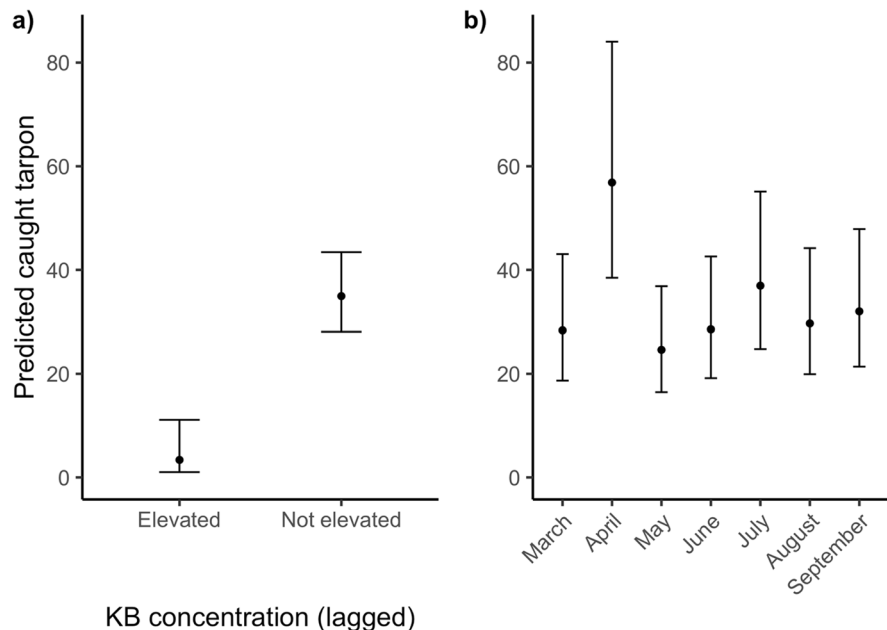 a)
Predicted caught tarpon
80
60
40
20
0
Elevated
Not elevated
KB concentration (lagged)
b)
80
60
40
20
0
March
April
May
June
July
August
September